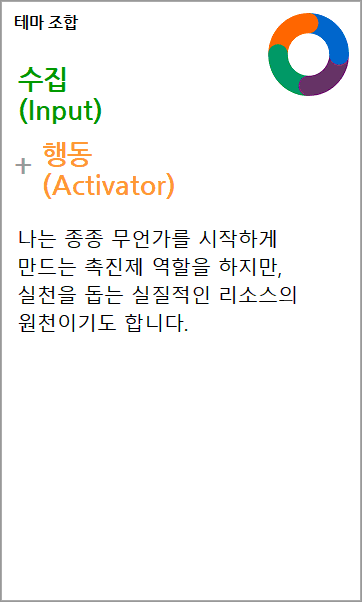 테마 조합
수집
(Input)
+ 행동
(Activator)
나는 종종 무언가를 시작하게
만드는 촉진제 역할을 하지만,
실천을 돕는 실질적인 리소스의
원천이기도 합니다.